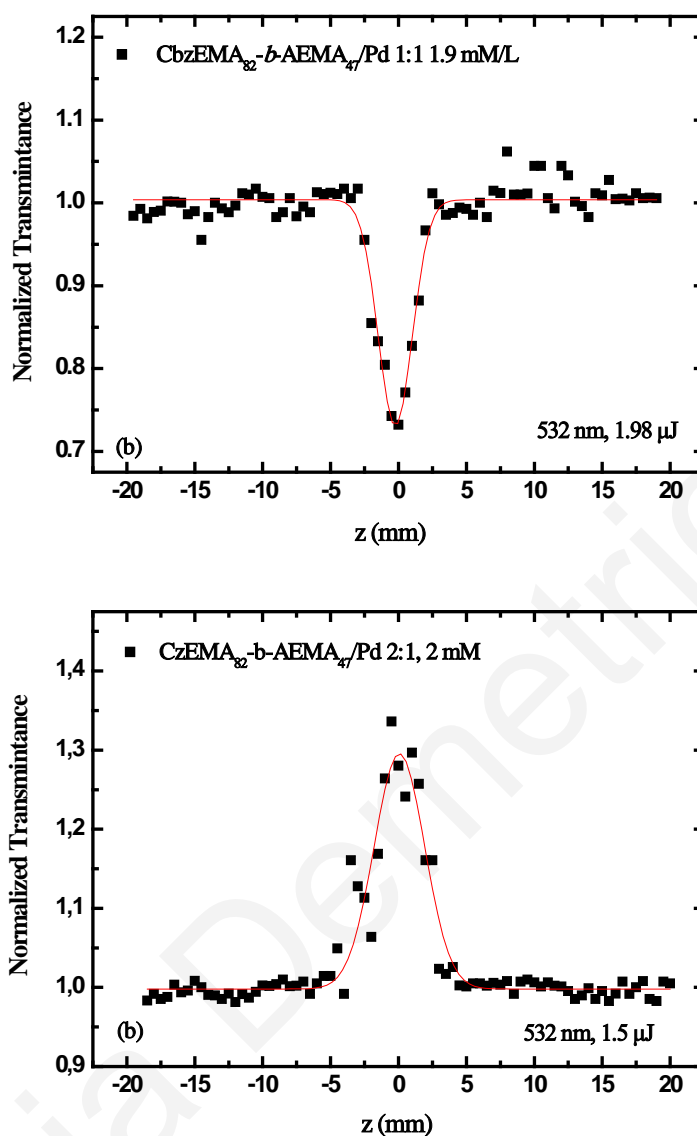 1.2
CbzEMA82-b-AEMA47/Pd 1:1 1.9 mM/L
1.1
1.0
0.9
0.8
0.7
Normalized Transmintance
(b)
532 nm, 1.98 μJ
-20 -15 -10 -5 0 5 10 15 20
z (mm)
1,4
CzEMA82-b-AEMA47/Pd 2:1, 2 mM
1,3
1,2
1,1
1,0
0,9
Normalized Transmintance
(b)
532 nm, 1.5 μJ
-20 -15 -10 -5 0 5 10 15 20
z (mm)